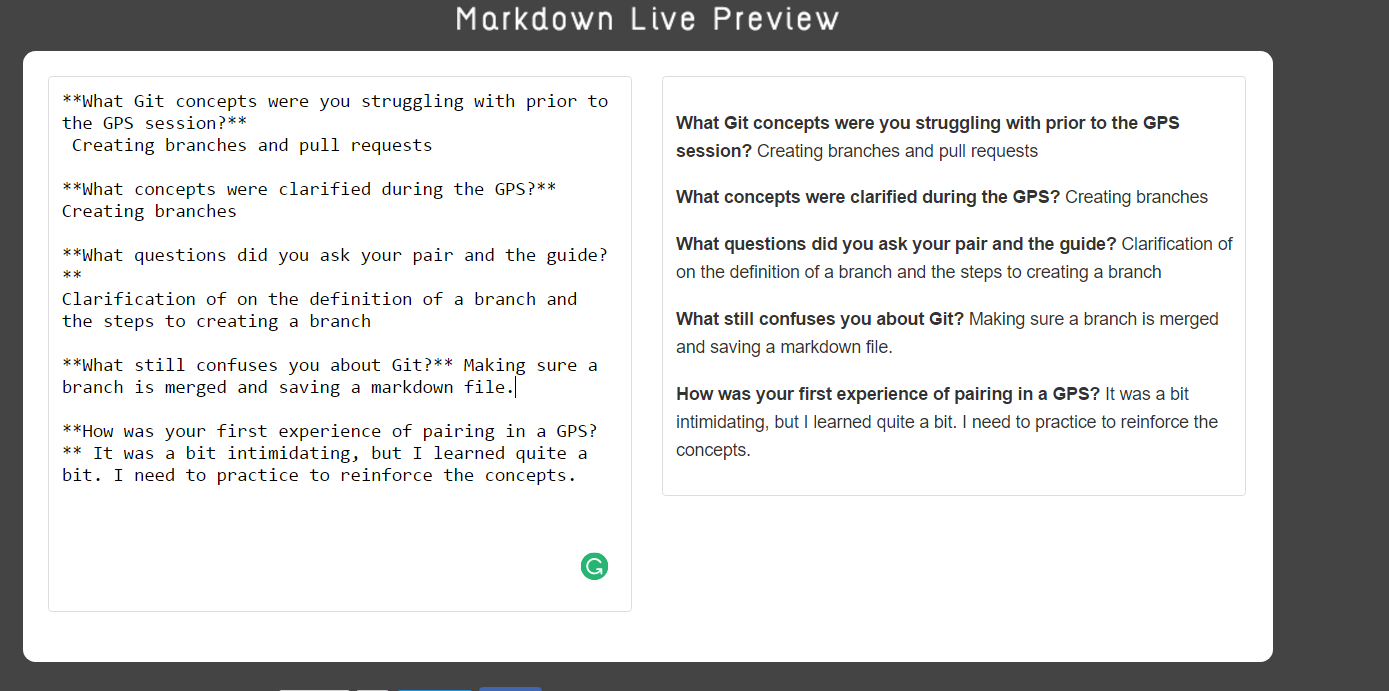 Markdown Live Preview
**What Git concepts were you struggling with prior to
the GPS session?**
Creating branches and pull requests
**What concepts were clarified during the GPS?**
Creating branches
**What questions did you ask your pair and the guide?
**
Clarification of on the definition of a branch and
the steps to creating a branch
**What still confuses you about Git?** Making sure a
branch is merged and saving a markdown file.
**How was your first experience of pairing in a GPS?
** It was a bit intimidating, but I learned quite a
bit. I need to practice to reinforce the concepts.
What Git concepts were you struggling with prior to the GPS
session? Creating branches and pull requests
What concepts were clarified during the GPS? Creating branches
What questions did you ask your pair and the guide? Clarification of
on the definition of a branch and the steps to creating a branch
What still confuses you about Git? Making sure a branch is merged
and saving a markdown file.
How was your first experience of pairing in a GPS? It was a bit
intimidating, but I learned quite a bit. I need to practice to reinforce the
concepts.